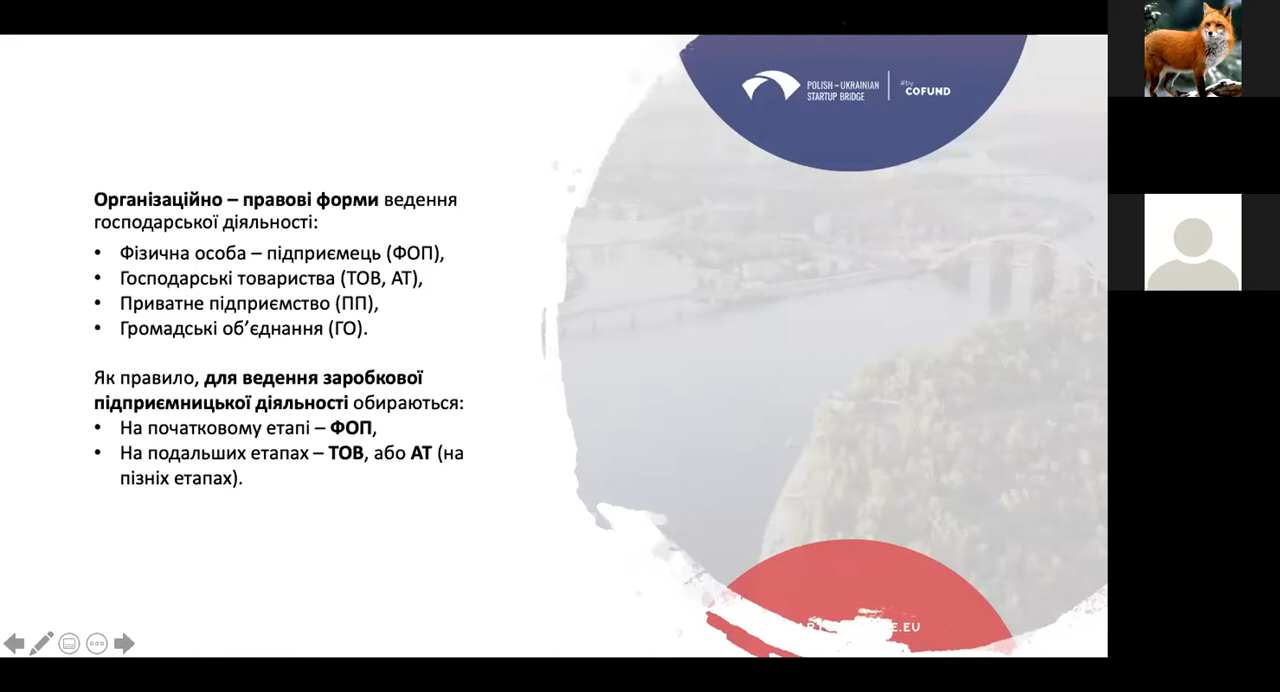 POLISH – UKRAINIAN
STARTUP BRIDGE
#by
COFUND
Організаційно – правові форми ведення
господарської діяльності:
• Фізична особа – підприємець (ФОП),
• Господарські товариства (ТОВ, АТ),
• Приватне підприємство (ПП),
• Громадські об’єднання (ГО).
Як правило, для ведення заробкової
підприємницької діяльності обираються:
• На початковому етапі – ФОП,
• На подальших етапах – ТОВ, або АТ (на
пізніх етапах).